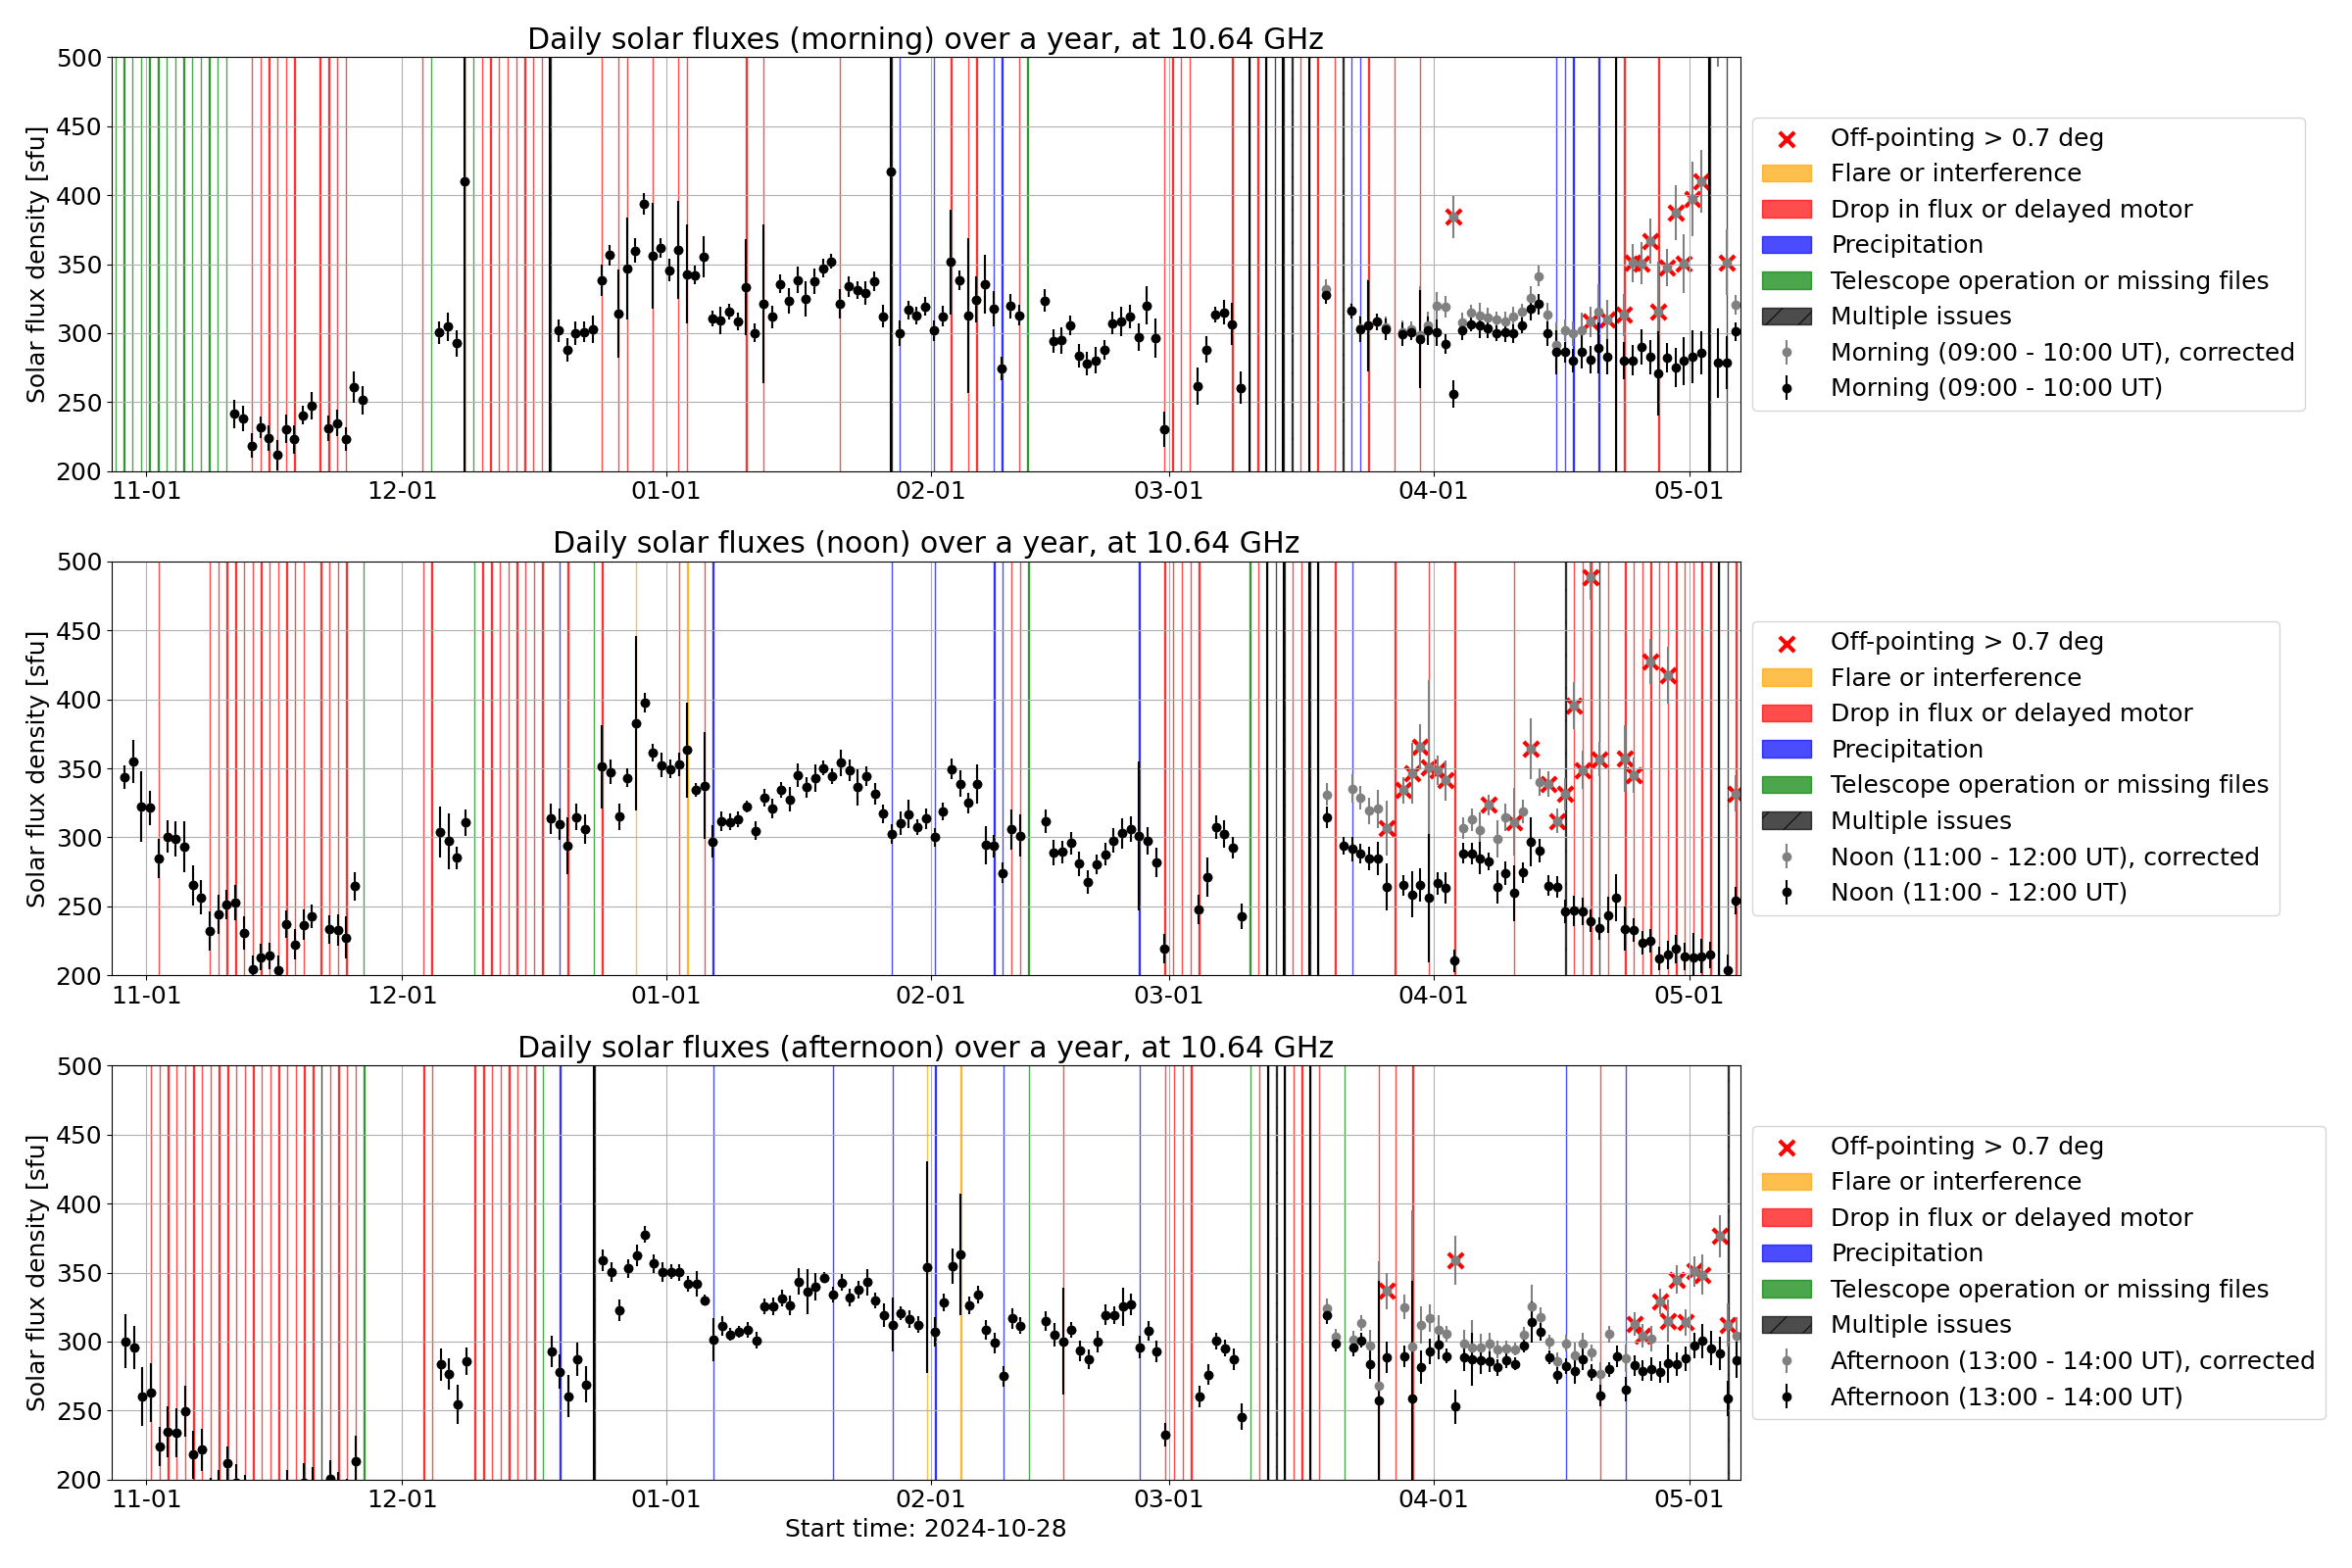 Daily solar fluxes (morning) over a year, at 10.64 GHz
Solar flux density [sfu]
500
450
400
350
300
250
200
11-01 12-01 01-01 02-01 03-01 04-01 05-01
Off-pointing > 0.7 deg
Flare or interference
Drop in flux or delayed motor
Precipitation
Telescope operation or missing files
Multiple issues
Morning (09:00 - 10:00 UT), corrected
Morning (09:00 - 10:00 UT)
Daily solar fluxes (noon) over a year, at 10.64 GHz
Solar flux density [sfu]
500
450
400
350
300
250
200
11-01 12-01 01-01 02-01 03-01 04-01 05-01
Off-pointing > 0.7 deg
Flare or interference
Drop in flux or delayed motor
Precipitation
Telescope operation or missing files
Multiple issues
Noon (11:00 - 12:00 UT), corrected
Noon (11:00 - 12:00 UT)
Daily solar fluxes (afternoon) over a year, at 10.64 GHz
Solar flux density [sfu]
500
450
400
350
300
250
200
11-01 12-01 01-01 02-01 03-01 04-01 05-01
Off-pointing > 0.7 deg
Flare or interference
Drop in flux or delayed motor
Precipitation
Telescope operation or missing files
Multiple issues
Afternoon (13:00 - 14:00 UT), corrected
Afternoon (13:00 - 14:00 UT)
Start time: 2024-10-28